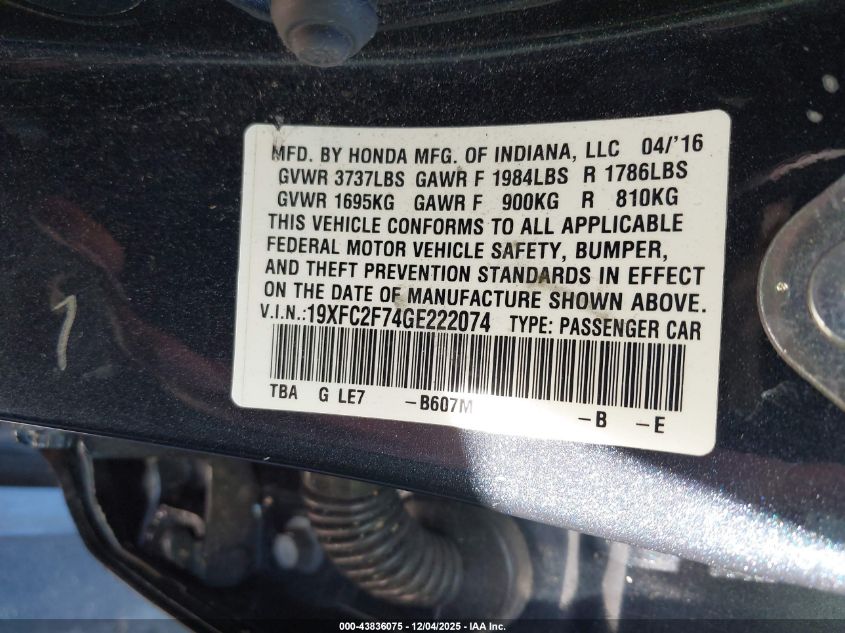 MFD. BY HONDA MFG. OF INDIANA, LLC 04/'16
GVWR 3737LBS GAWR F 1984LBS R 1786LBS
GVWR 1695KG GAWR F 900KG R 810KG
THIS VEHICLE CONFORMS TO ALL APPLICABLE
FEDERAL MOTOR VEHICLE SAFETY, BUMPER,
AND THEFT PREVENTION STANDARDS IN EFFECT
ON THE DATE OF MANUFACTURE SHOWN ABOVE.
V.I.N.:19XFC2F74GE222074 TYPE: PASSENGER CAR
TBA G LE7 -B607M -B -E
1
000-43836075 - 12/04/2025 - IAA Inc.